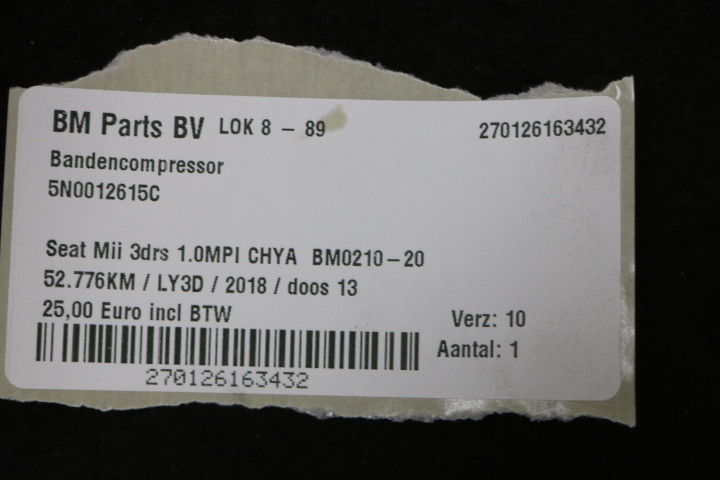 BM Parts BV LOK 8 - 89 270126163432
Bandencompressor
5N0012615C
Seat Mii 3drs 1.0MPI CHYA BM0210-20
52.776KM / LY3D / 2018 / doos 13
25,00 Euro incl BTW Verz: 10
Aantal: 1
270126163432